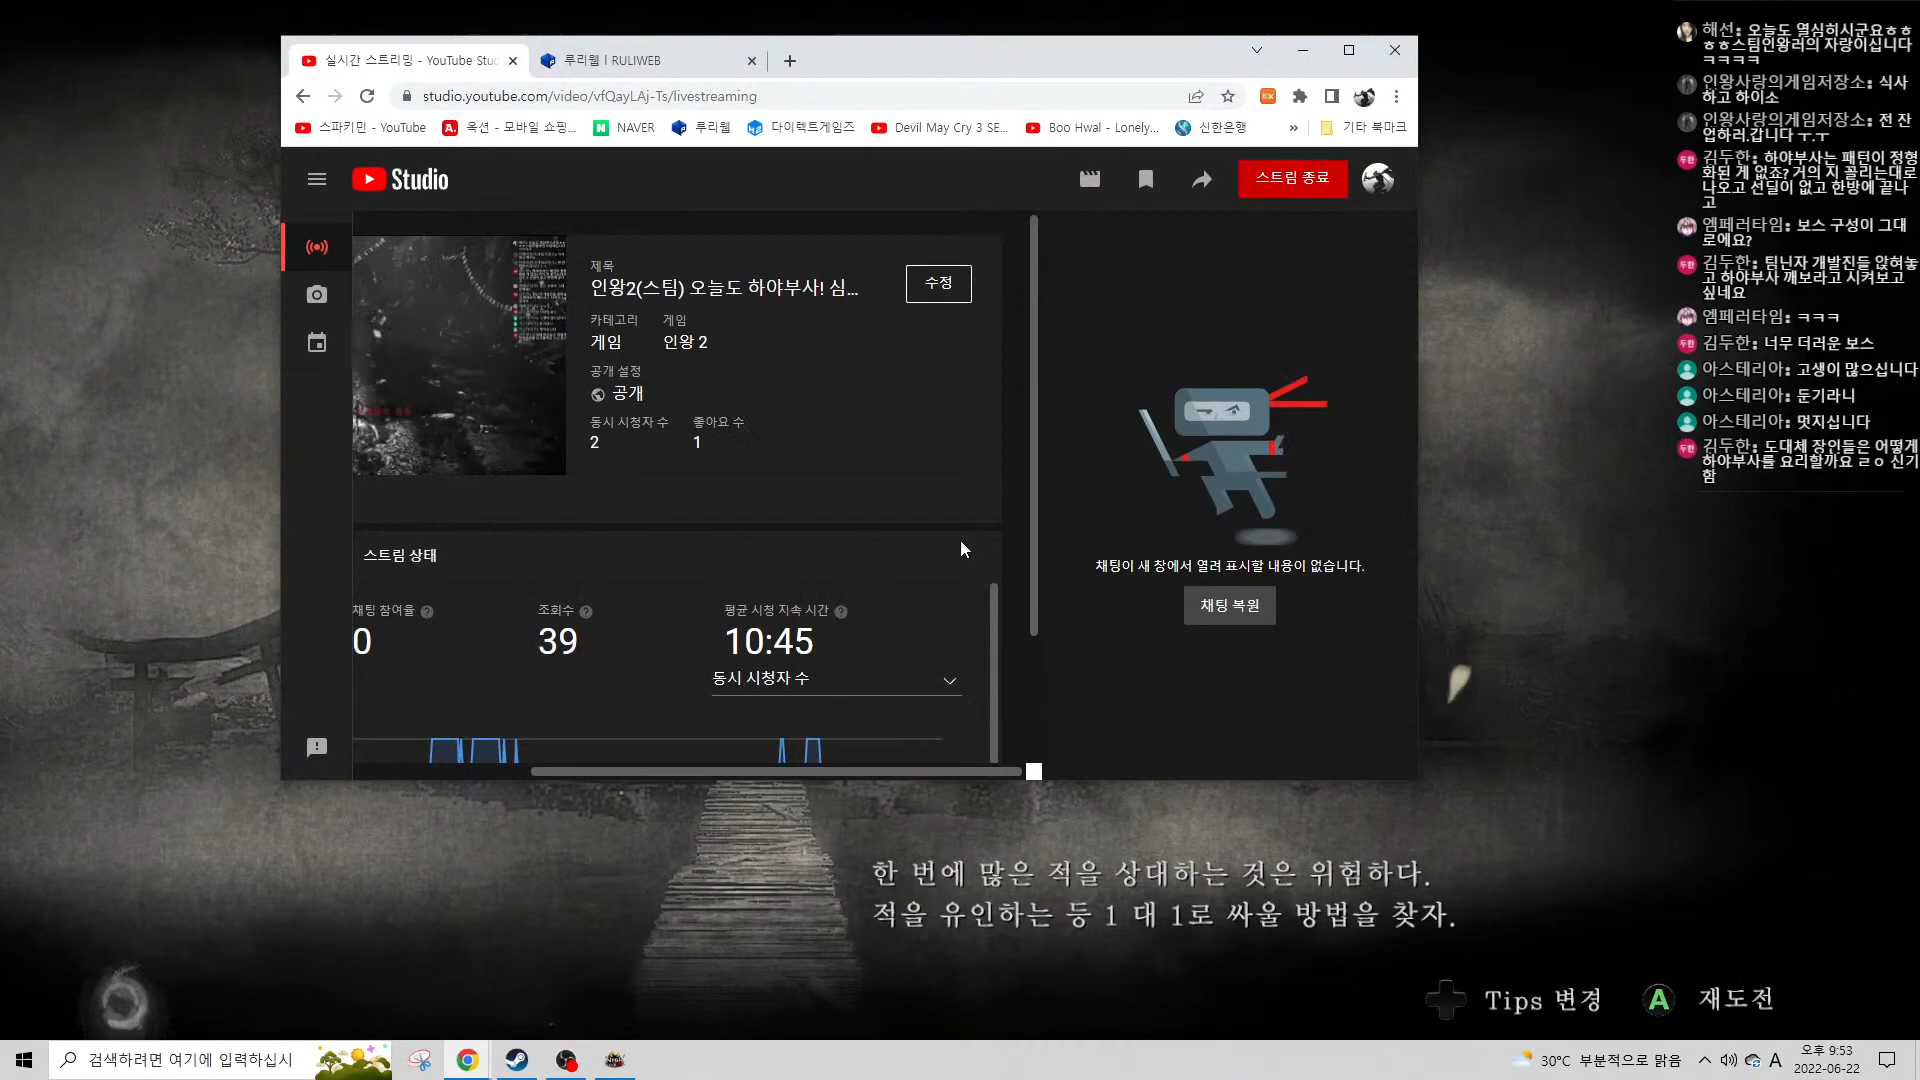 실시간 스트리밍 - YouTube Stud
루리웹 | RULIWEB
studio.youtube.com/video/vfQayLAj-Ts/livestreaming
스파키민 - YouTube
옥션 - 모바일 쇼핑...
NAVER
루리웹
다이렉트게임즈
Devil May Cry 3 SE...
Boo Hwal - Lonely...
신한은행
»
기타 북마크
Studio
스트림 종료
제목
인왕2(스팀) 오늘도 하야부사! 심...
수정
카테고리 게임
게임 인왕 2
공개 설정
공개
동시 시청자 수 좋아요 수
2 1
스트림 상태
채팅 참여율 조회수 평균 시청 지속 시간
0 39 10:45
동시 시청자 수
채팅이 새 창에서 열려 표시할 내용이 없습니다.
채팅 복원
해선: 오늘도 열심히시군요ㅎㅎ
ㅎㅎ스팀인왕러의 자랑이십니다
ㅋㅋㅋㅋ
인왕사랑의게임저장소: 식사
하고 하이소
인왕사랑의게임저장소: 전 잔
업하러.갑니다 ㅜ.ㅜ
두한 김두한: 하야부사는 패턴이 정형
화된 게 없죠? 거의 지 꼴리는대로
나오고 선딜이 없고 한방에 끝나
고
엠페러타임: 보스 구성이 그대
로에요?
두한 김두한: 팀닌자 개발진들 앉혀놓
고 하야부사 깨보라고 시켜보고
싶네요
엠페러타임: ㅋㅋㅋ
두한 김두한: 너무 더러운 보스
아스테리아: 고생이 많으십니다
아스테리아: 둔기라니
아스테리아: 멋지십니다
두한 김두한: 도대체 장인들은 어떻게
하야부사를 요리할까요 ㄹㅇ 신기
함
한 번에 많은 적을 상대하는 것은 위험하다.
적을 유인하는 등 1 대 1로 싸울 방법을 찾자.
Tips 변경
A 재도전
검색하려면 여기에 입력하십시
30°C 부분적으로 맑음
A
오후 9:53
2022-06-22